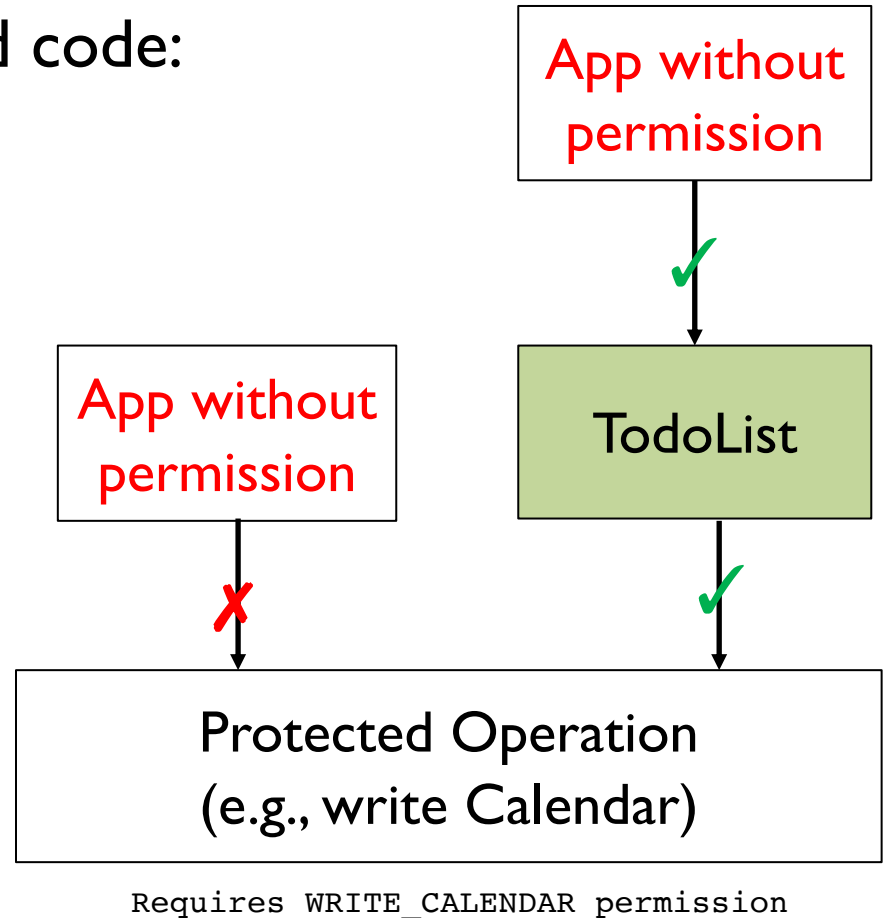 code:
App without
permission
App without
permission
TodoList
Protected Operation
(e.g., write Calendar)
Requires WRITE_CALENDAR permission